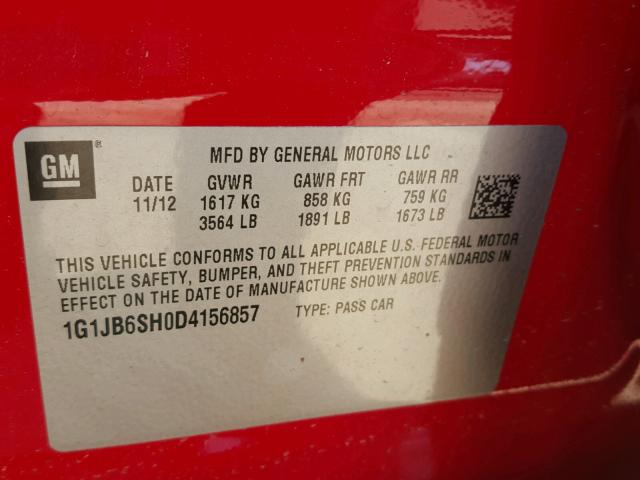 GM ®
MFD BY GENERAL MOTORS LLC
DATE GVWR GAWR FRT GAWR RR
11/12 1617 KG 858 KG 759 KG
3564 LB 1891 LB 1673 LB
THIS VEHICLE CONFORMS TO ALL APPLICABLE U.S. FEDERAL MOTOR
VEHICLE SAFETY, BUMPER, AND THEFT PREVENTION STANDARDS IN
EFFECT ON THE DATE OF MANUFACTURE SHOWN ABOVE.
1G1JB6SH0D4156857 TYPE: PASS CAR